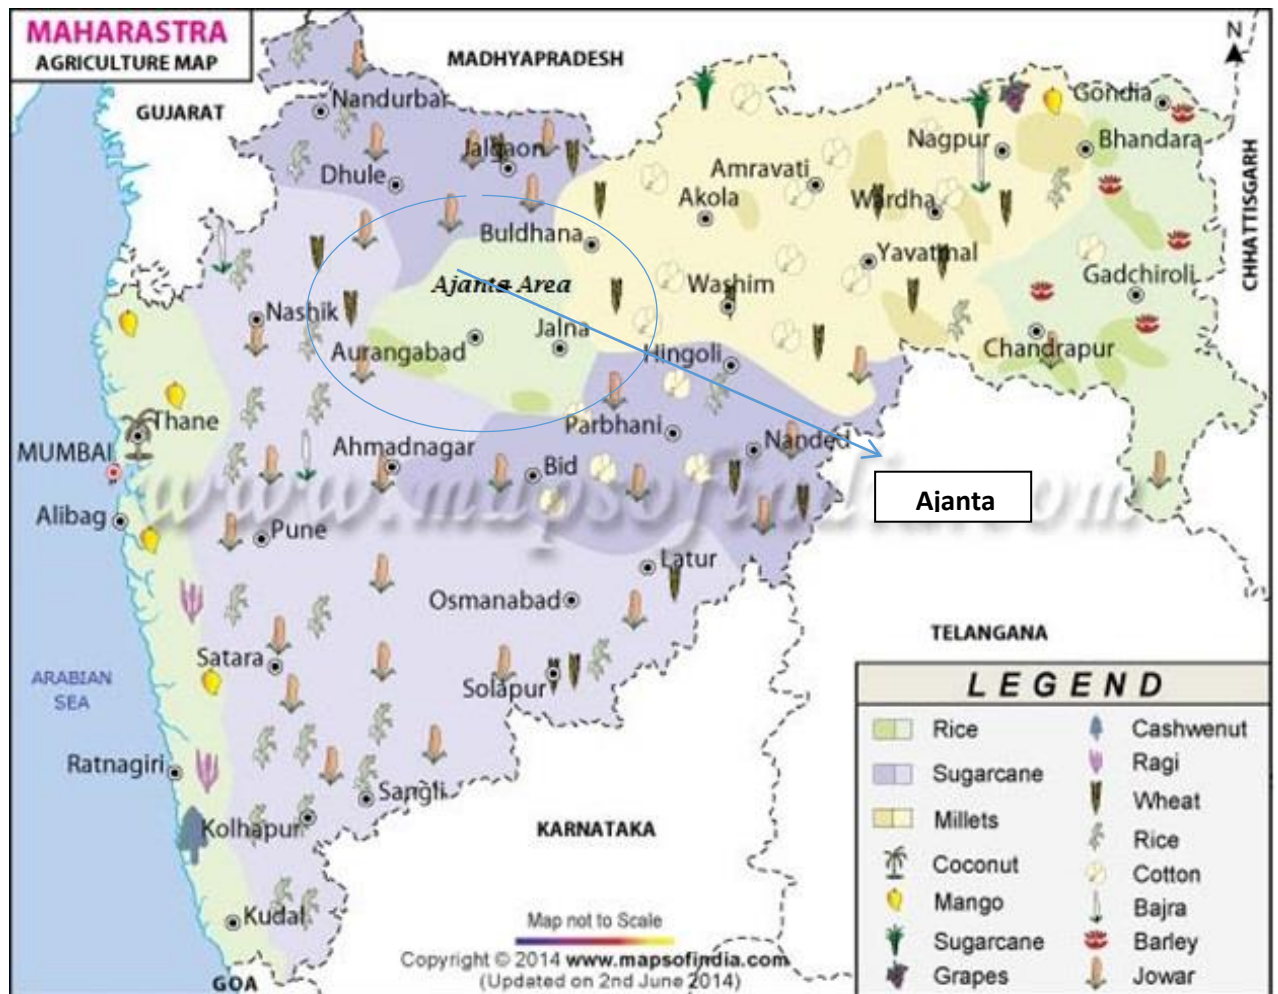 MAHARASTRA
AGRICULTURE MAP
MADHYAPRADESH
N
GUJARAT
Nandurbar
Gondia
Jalgaon
Nagpur
Bhandara
Dhule
Amravati
Akola
Wardha
CHHATTISGARH
Buldhana
Yavatmal
Gadchiroli
Ajanta Area
Washim
Nashik
Jalna
Aurangabad
Hingoli
Chandrapur
Thane
Parbhani
Nanded
MUMBAI
Ahmadnagar
Bid
www.mapsofindia.com
Ajanta
Alibag
Pune
Latur
Osmanabad
TELANGANA
Satara
Solapur
ARABIAN
SEA
Ratnagiri
Sangli
Kolhapur
KARNATAKA
Kudal
GOA
Map not to Scale
Copyright © 2014 www.mapsofindia.com
(Updated on 2nd June 2014)
LEGEND
Rice
Sugarcane
Millets
Coconut
Mango
Sugarcane
Grapes
Cashwenut
Ragi
Wheat
Rice
Cotton
Bajra
Barley
Jowar